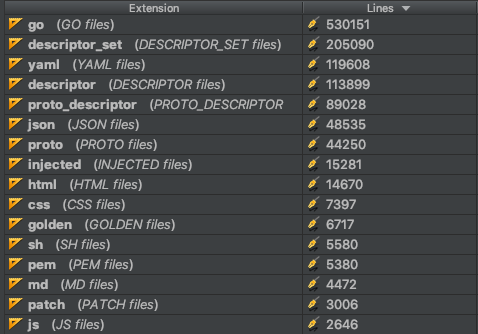 Extension Lines
go (GO files) 530151
descriptor_set (DESCRIPTOR_SET files) 205090
yaml (YAML files) 119608
descriptor (DESCRIPTOR files) 113899
proto_descriptor (PROTO_DESCRIPTOR 89028
json (JSON files) 48535
proto (PROTO files) 44250
injected (INJECTED files) 15281
html (HTML files) 14670
css (CSS files) 7397
golden (GOLDEN files) 6717
sh (SH files) 5580
pem (PEM files) 5380
md (MD files) 4472
patch (PATCH files) 3006
js (JS files) 2646